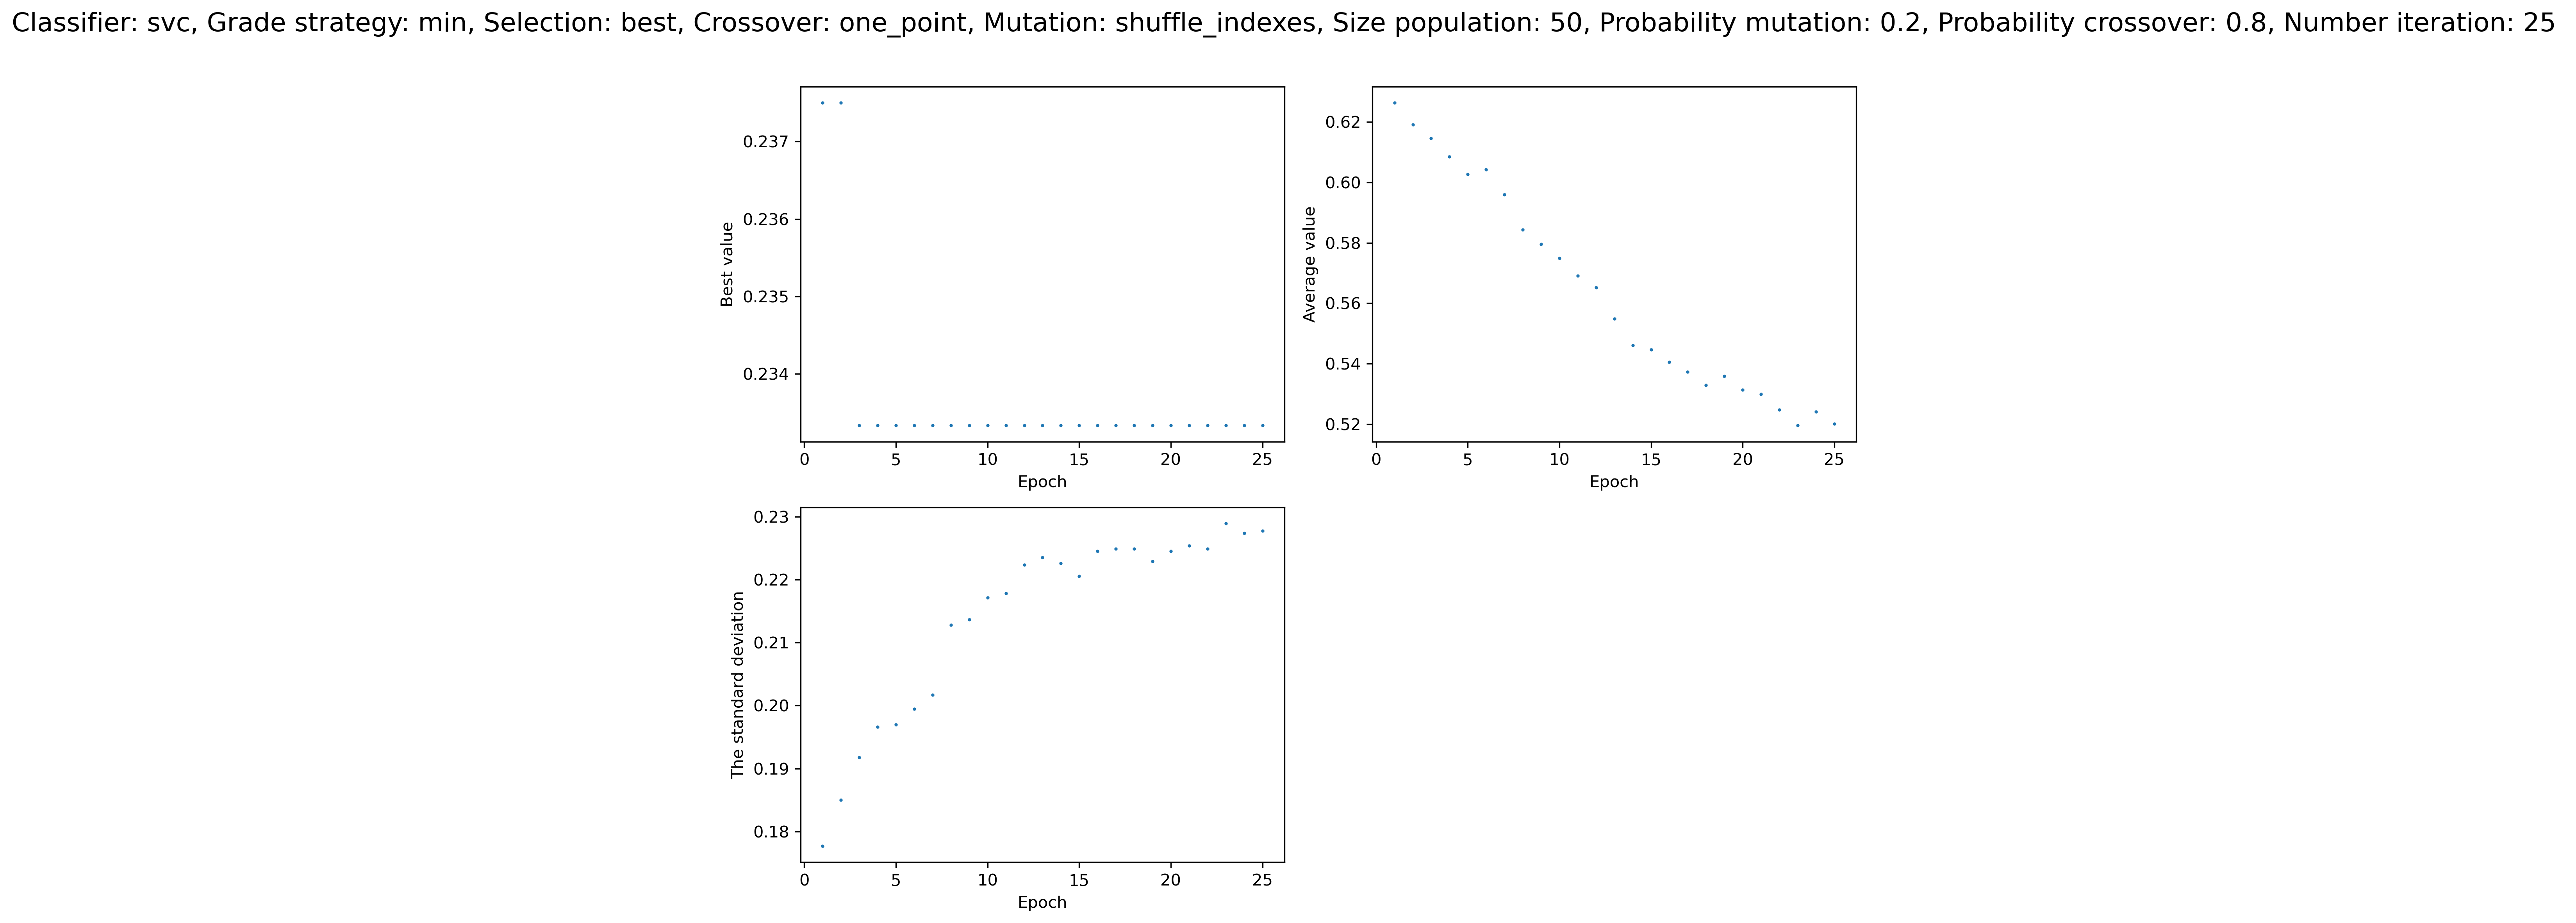 Classifier: svc, Grade strategy: min, Selection: best, Crossover: one_point, Mutation: shuffle_indexes, Size population: 50, Probability mutation: 0.2, Probability crossover: 0.8, Number iteration: 25
Best value
0.237
0.236
0.235
0.234
0 5 10 15 20 25
Epoch
Average value
0.62
0.60
0.58
0.56
0.54
0.52
0 5 10 15 20 25
Epoch
The standard deviation
0.23
0.22
0.21
0.20
0.19
0.18
0 5 10 15 20 25
Epoch